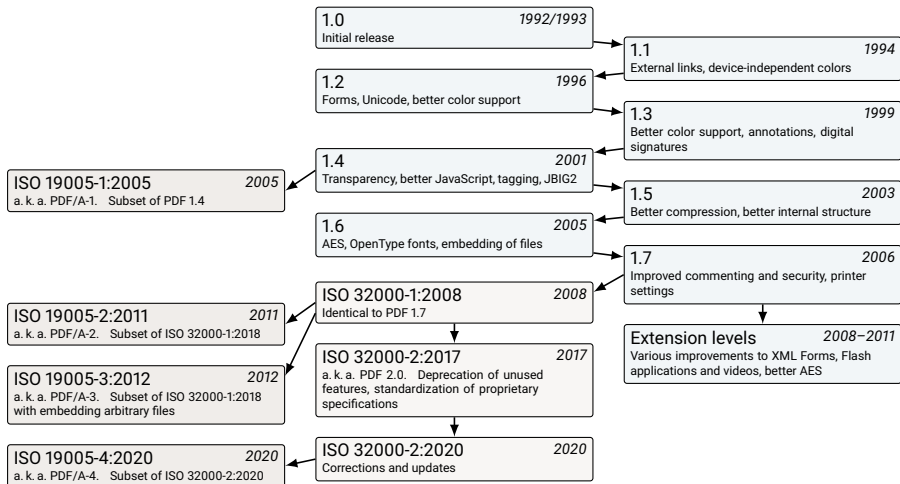 1.0 1992/1993
Initial release
1.1 1994
External links, device-independent colors
1.2 1996
Forms, Unicode, better color support
1.3 1999
Better color support, annotations, digital
signatures
1.4 2001
Transparency, better JavaScript, tagging, JBIG2
ISO 19005-1:2005 2005
a. k. a. PDF/A-1. Subset of PDF 1.4
1.5 2003
Better compression, better internal structure
1.6 2005
AES, OpenType fonts, embedding of files
1.7 2006
Improved commenting and security, printer
settings
ISO 32000-1:2008 2008
Identical to PDF 1.7
ISO 19005-2:2011 2011
a. k. a. PDF/A-2. Subset of ISO 32000-1:2018
Extension levels 2008–2011
Various improvements to XML Forms, Flash
applications and videos, better AES
ISO 32000-2:2017 2017
a. k. a. PDF 2.0. Deprecation of unused
features, standardization of proprietary
specifications
ISO 19005-3:2012 2012
a. k. a. PDF/A-3. Subset of ISO 32000-1:2018
with embedding arbitrary files
ISO 32000-2:2020 2020
Corrections and updates
ISO 19005-4:2020 2020
a. k. a. PDF/A-4. Subset of ISO 32000-2:2020